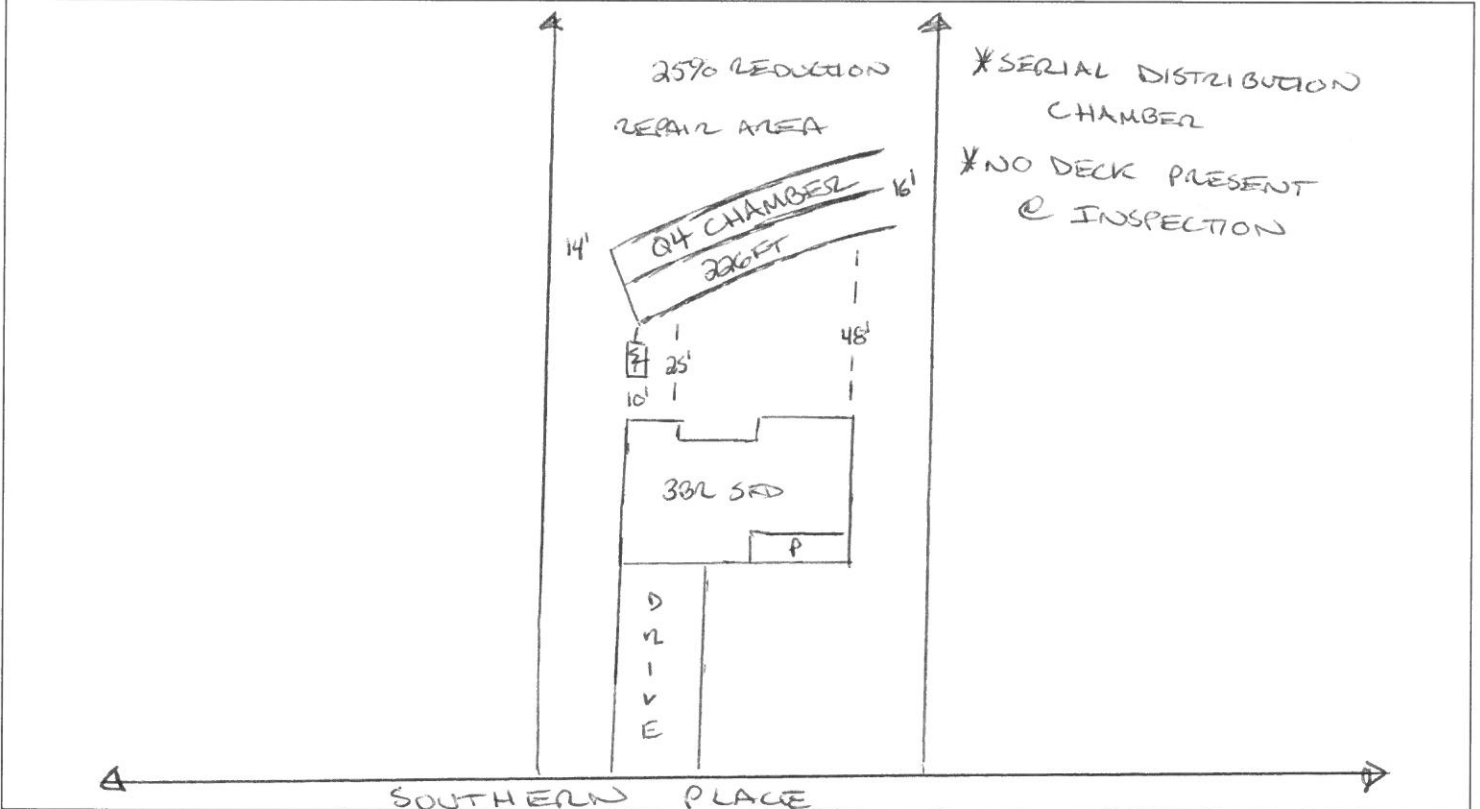 25% REDUCTION
REPAIR AREA
*SERIAL DISTRIBUTION
CHAMBER
*NO DECK PRESENT
@ INSPECTION
14'
Q4 CHAMBER
16'
226FT
25'
48'
10'
3BR SFD
P
DRIVE
SOUTHERN PLACE